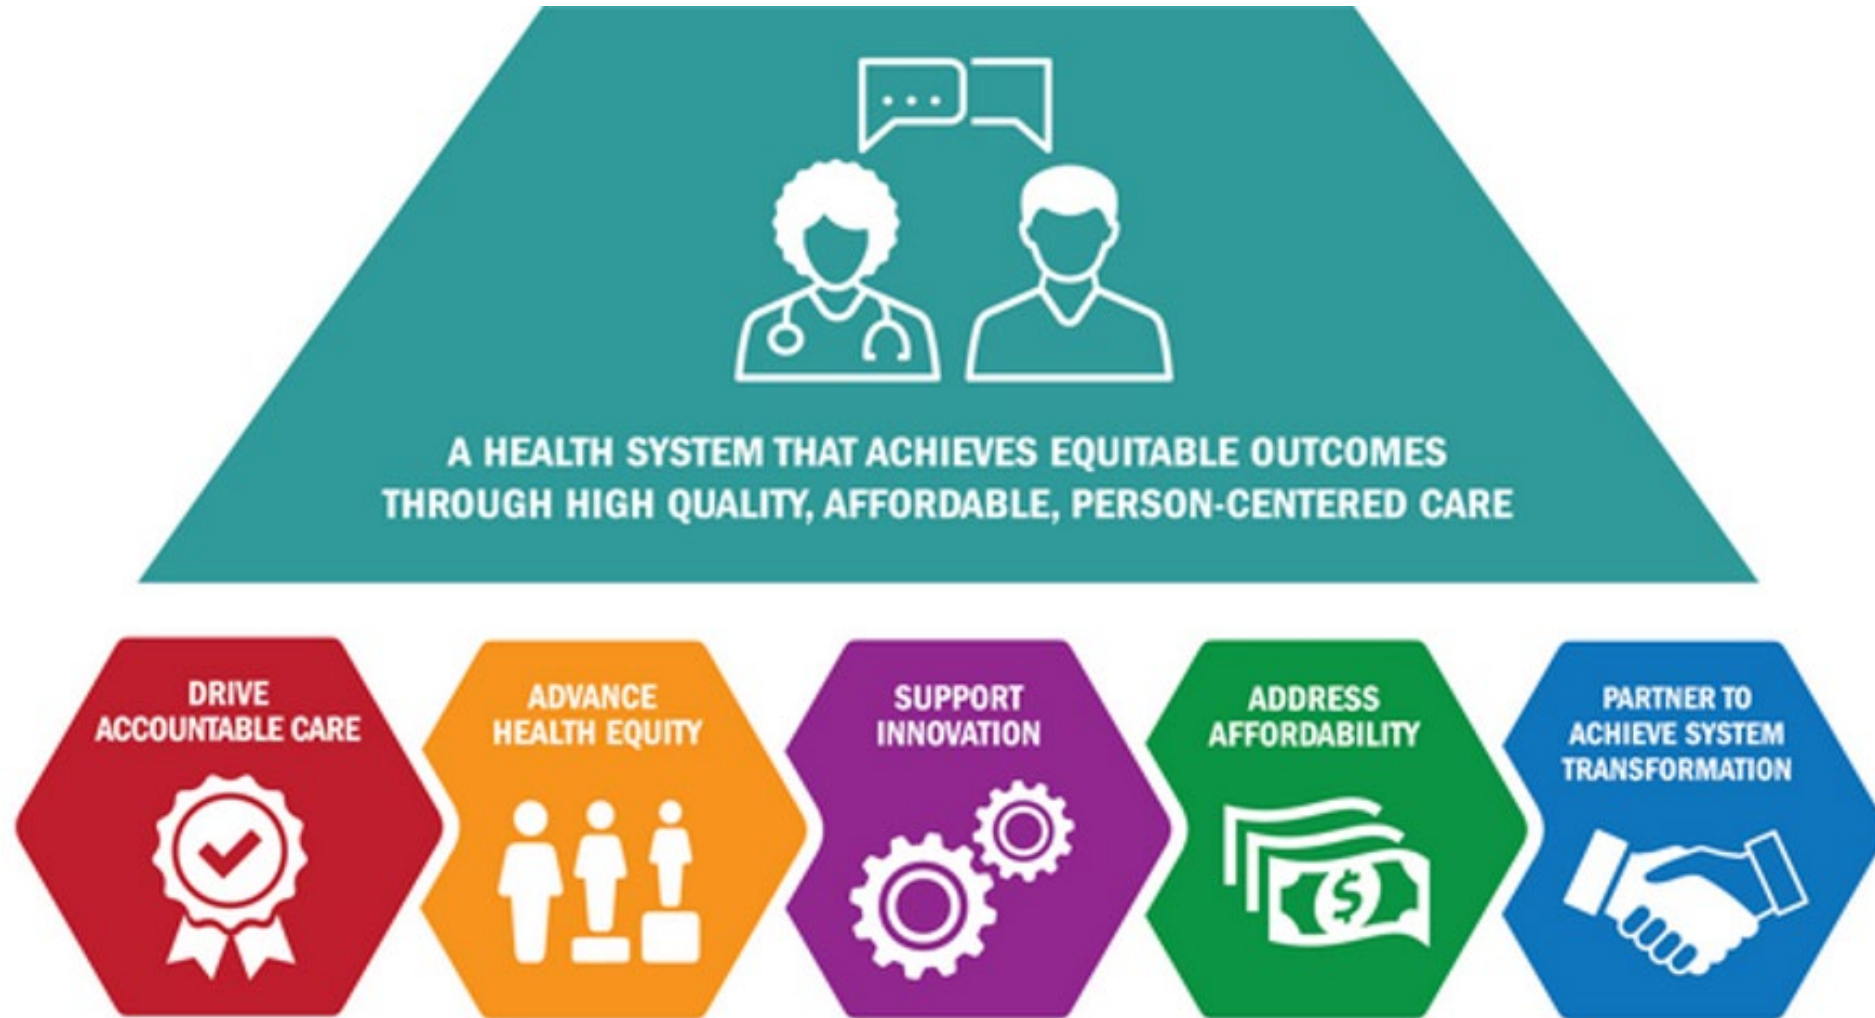 A HEALTH SYSTEM THAT ACHIEVES EQUITABLE OUTCOMES
THROUGH HIGH QUALITY, AFFORDABLE, PERSON-CENTERED CARE
DRIVE
ACCOUNTABLE CARE
ADVANCE
HEALTH EQUITY
SUPPORT
INNOVATION
ADDRESS
AFFORDABILITY
$
PARTNER TO
ACHIEVE SYSTEM
TRANSFORMATION